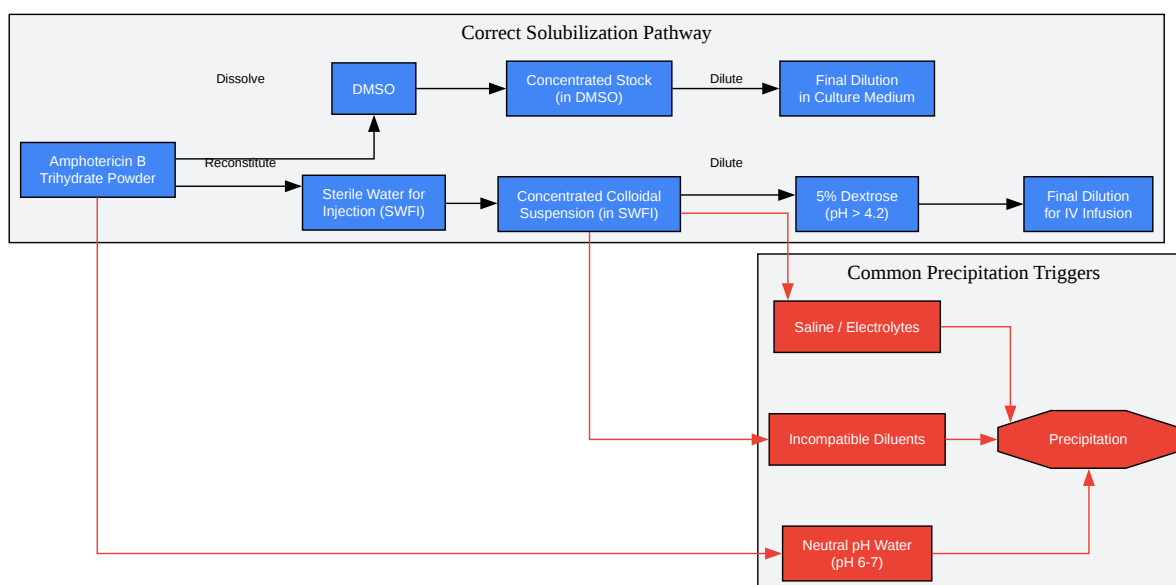 Correct Solubilization Pathway
Dissolve
DMSO
Concentrated Stock
(in DMSO)
Dilute
Final Dilution
in Culture Medium
Amphotericin B
Trihydrate Powder
Reconstitute
Sterile Water for
Injection (SWFI)
Concentrated Colloidal
Suspension (in SWFI)
Dilute
5% Dextrose
(pH > 4.2)
Final Dilution
for IV Infusion
Common Precipitation Triggers
Saline / Electrolytes
Incompatible Diluents
Precipitation
Neutral pH Water
(pH 6-7)